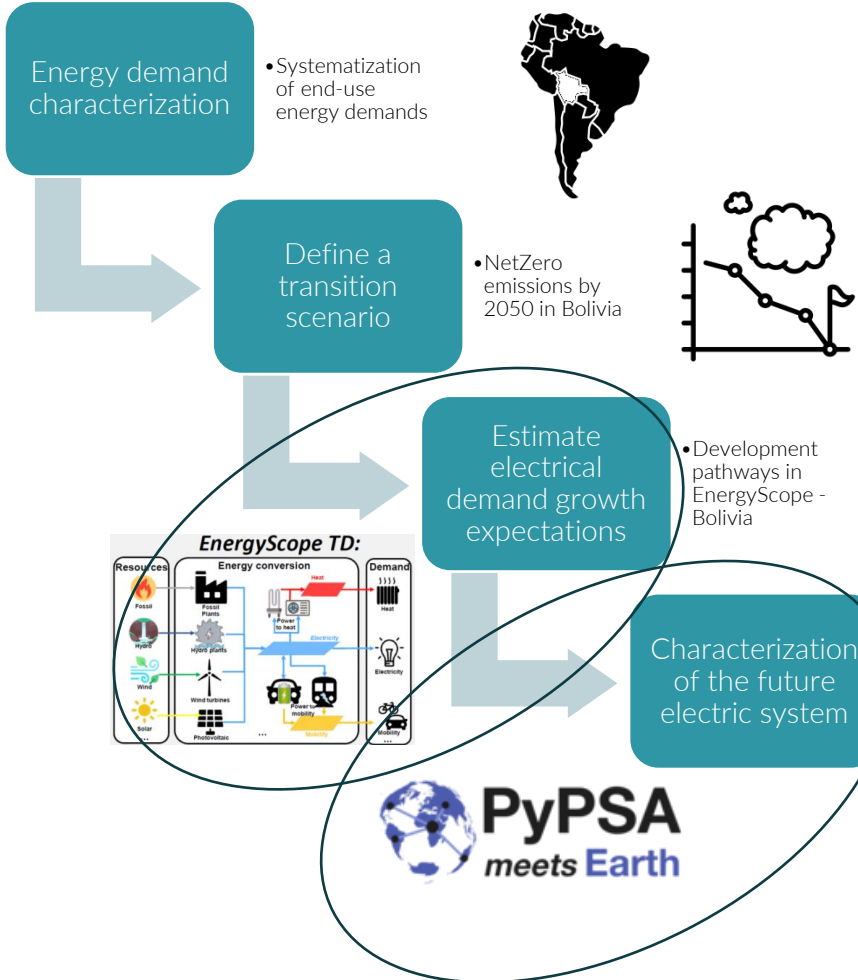 Energy demand
characterization
•Systematization
of end-use
energy demands
Define a
transition
scenario
•NetZero
emissions by
2050 in Bolivia
Estimate
electrical
demand growth
expectations
•Development
pathways in
EnergyScope -
Bolivia
EnergyScope TD:
Resources
Energy conversion
Demand
Fossil
Fossil
Plants
Heat
Power
to heat
Heat
Hydro
Hydro plants
Electricity
Electricity
Wind
Wind turbines
Power to
mobility
Mobility
Mobility
Solar
Photovoltaic
...
...
...
Characterization
of the future
electric system
PyPSA
meets Earth